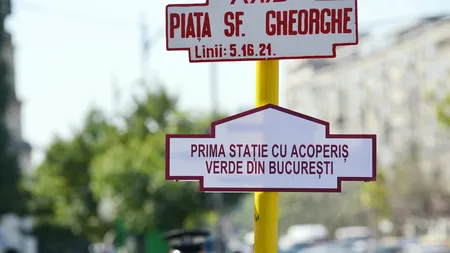 PIAȚA SF. GHEORGHE
Linii: 5.16.21.
PRIMA STAȚIE CU ACOPERIȘ
VERDE DIN BUCUREȘTI